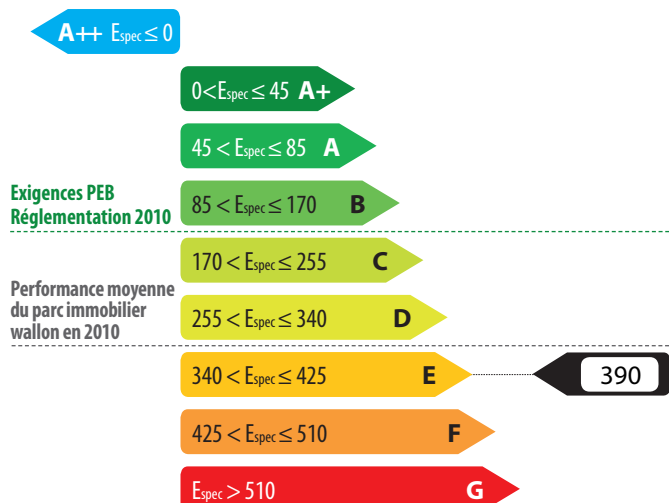 A++ Espec ≤ 0
0<Espec ≤ 45 A+
45 < Espec ≤ 85 A
Exigences PEB
Réglementation 2010
85 < Espec ≤ 170 B
170 < Espec ≤ 255 C
Performance moyenne
du parc immobilier
wallon en 2010
255 < Espec ≤ 340 D
340 < Espec ≤ 425 E
390
425 < Espec ≤ 510 F
Espec > 510 G